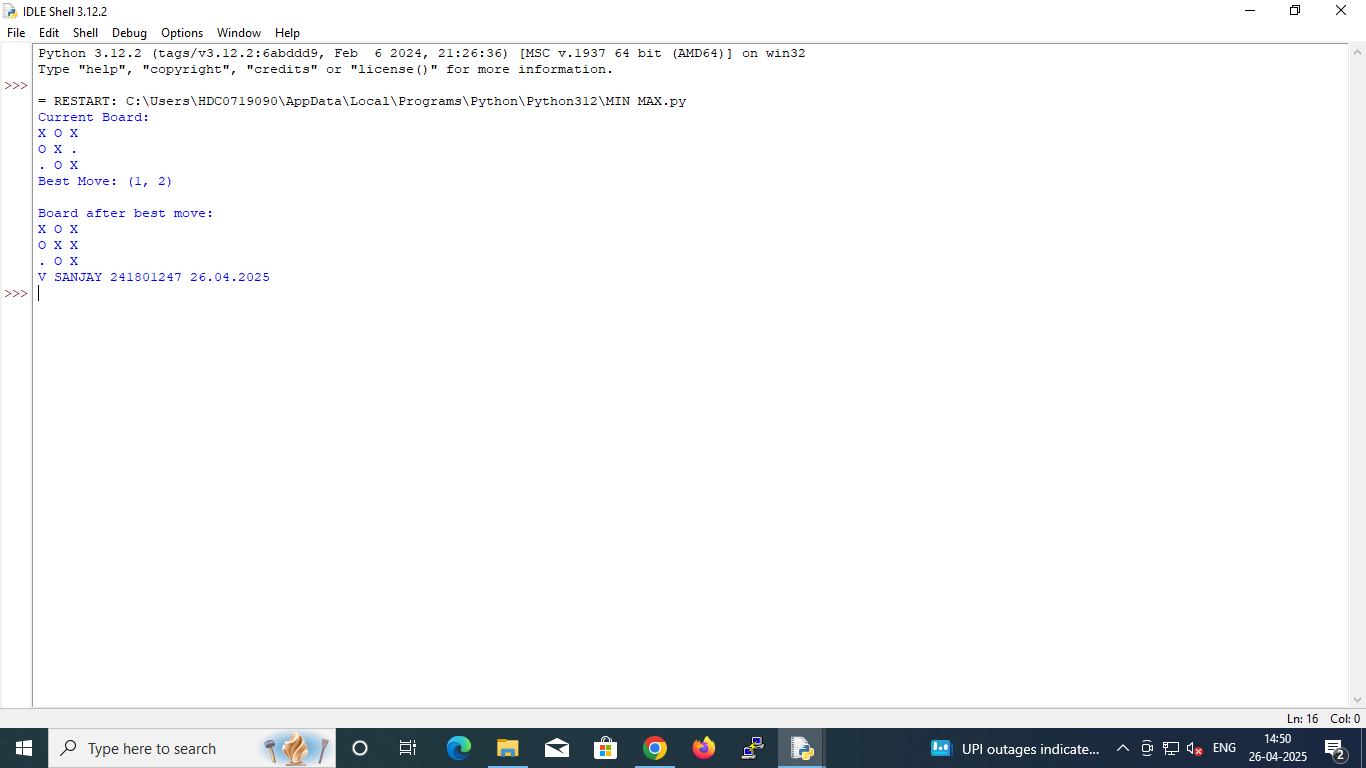 IDLE Shell 3.12.2
File Edit Shell Debug Options Window Help
Python 3.12.2 (tags/v3.12.2:6abddd9, Feb  6 2024, 21:26:36) [MSC v.1937 64 bit (AMD64)] on win32
Type "help", "copyright", "credits" or "license()" for more information.
>>>
= RESTART: C:\Users\HDC0719090\AppData\Local\Programs\Python\Python312\MIN MAX.py
Current Board:
X O X
O X .
. O X
Best Move: (1, 2)
Board after best move:
X O X
O X X
. O X
V SANJAY 241801247 26.04.2025
>>>
Ln: 16 Col: 0
Type here to search
UPI outages indicate...
ENG
14:50
26-04-2025
2